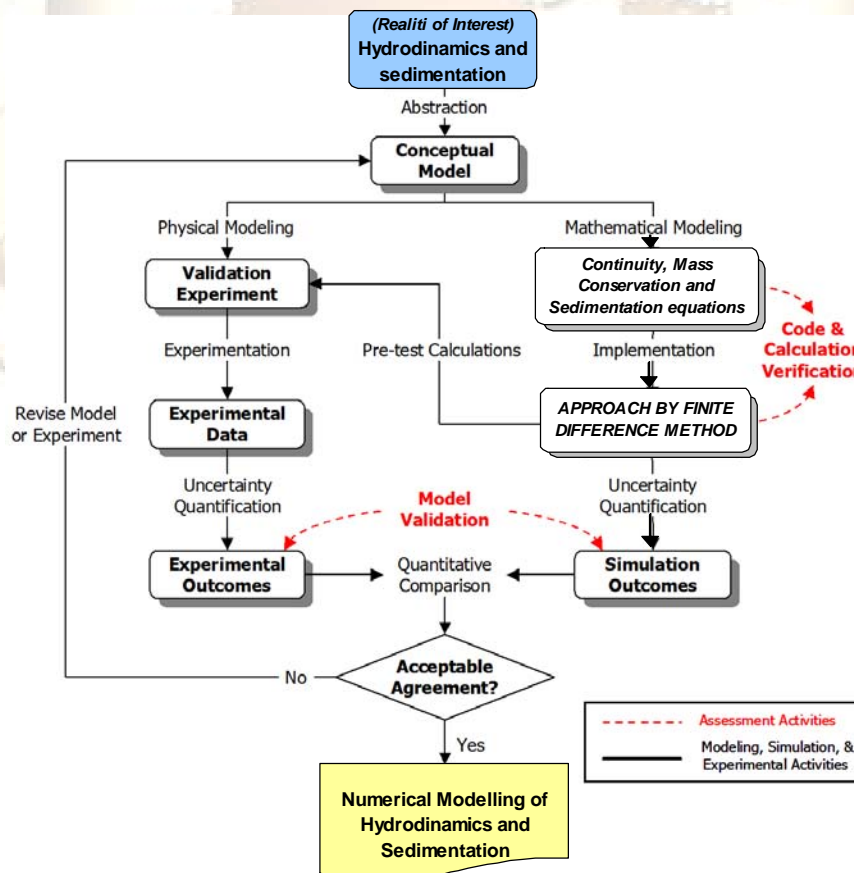 (Realiti of Interest)
Hydrodinamics and
sedimentation
Abstraction
Conceptual
Model
Physical Modeling
Mathematical Modeling
Validation
Experiment
Continuity, Mass
Conservation and
Sedimentation equations
Code &
Calculation
Verification
Experimentation
Pre-test Calculations
Implementation
Revise Model
or Experiment
Experimental
Data
APPROACH BY FINITE
DIFFERENCE METHOD
Uncertainty
Quantification
Model
Validation
Uncertainty
Quantification
Experimental
Outcomes
Quantitative
Comparison
Simulation
Outcomes
No
Acceptable
Agreement?
Yes
Assessment Activities
Modeling, Simulation, &
Experimental Activities
Numerical Modelling of
Hydrodinamics and
Sedimentation